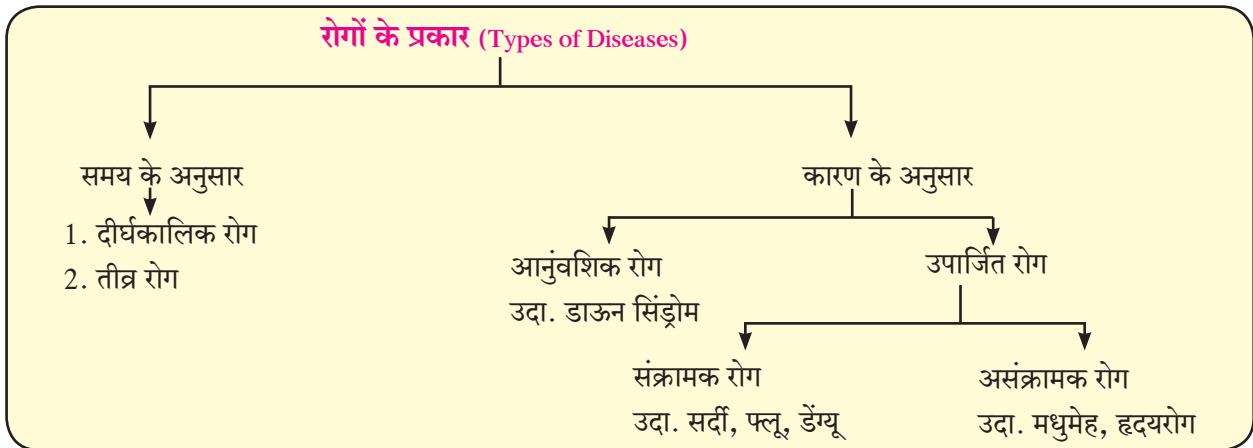 रोगों के प्रकार (Types of Diseases)
समय के अनुसार
1. दीर्घकालिक रोग
2. तीव्र रोग
कारण के अनुसार
आनुंवशिक रोग
उदा. डाऊन सिंड्रोम
उपार्जित रोग
संक्रामक रोग
उदा. सर्दी, फ्लू, डेंग्यू
असंक्रामक रोग
उदा. मधुमेह, हृदयरोग